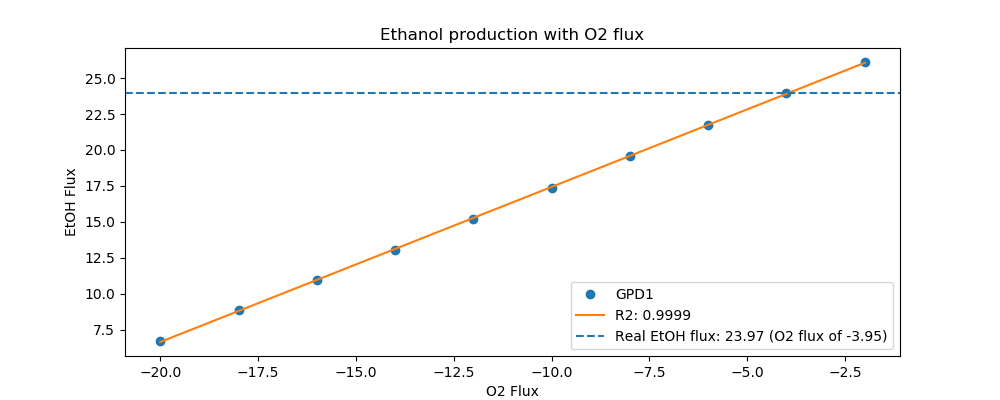 Ethanol production with O2 flux
EtOH Flux
25.0
22.5
20.0
17.5
15.0
12.5
10.0
7.5
GPD1
R2: 0.9999
Real EtOH flux: 23.97 (O2 flux of -3.95)
−20.0 −17.5 −15.0 −12.5 −10.0 −7.5 −5.0 −2.5
O2 Flux